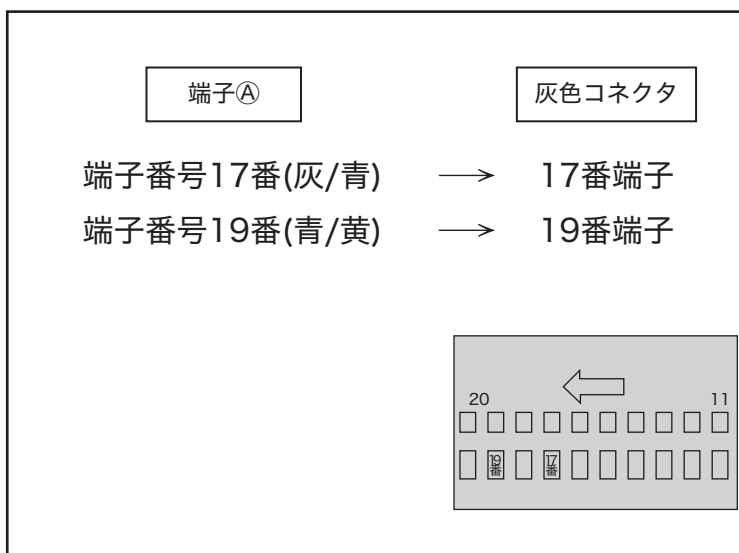 端子Ⓐ 灰色コネクタ
端子番号17番(灰/青) → 17番端子
端子番号19番(青/黄) → 19番端子
20 11
19番 17番